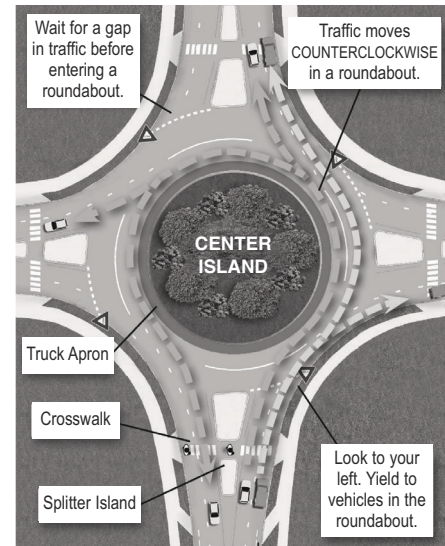 Wait for a gap
in traffic before
entering a
roundabout.
Traffic moves
COUNTERCLOCKWISE
in a roundabout.
CENTER
ISLAND
Truck Apron
Crosswalk
Splitter Island
Look to your
left. Yield to
vehicles in the
roundabout.